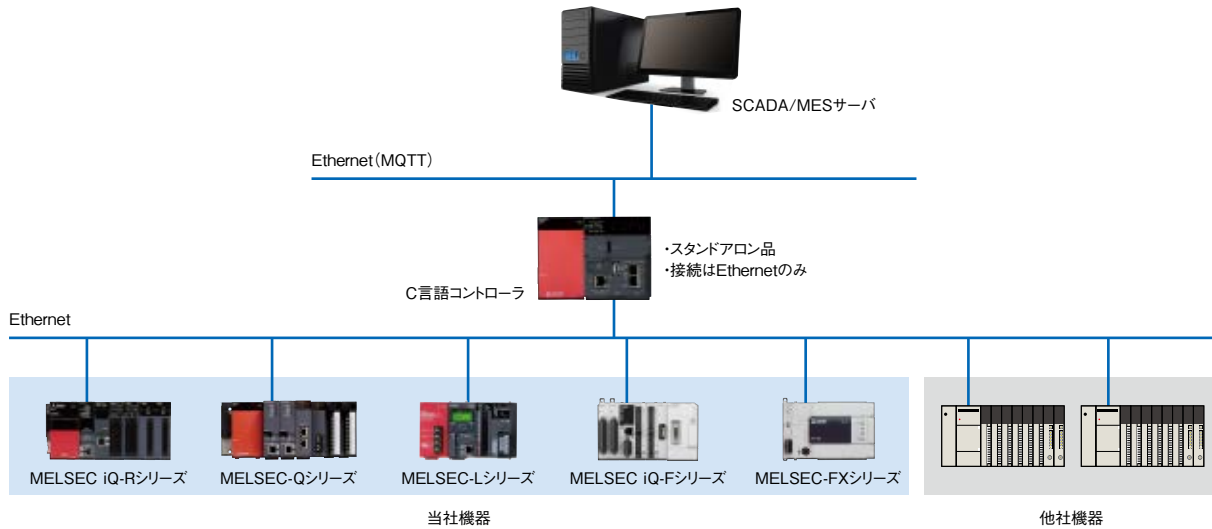 SCADA/MESサーバ
Ethernet(MQTT)
・スタンドアロン品
・接続はEthernetのみ
C言語コントローラ
Ethernet
MELSEC iQ-Rシリーズ
MELSEC-Qシリーズ
MELSEC-Lシリーズ
MELSEC iQ-Fシリーズ
MELSEC-FXシリーズ
当社機器
他社機器